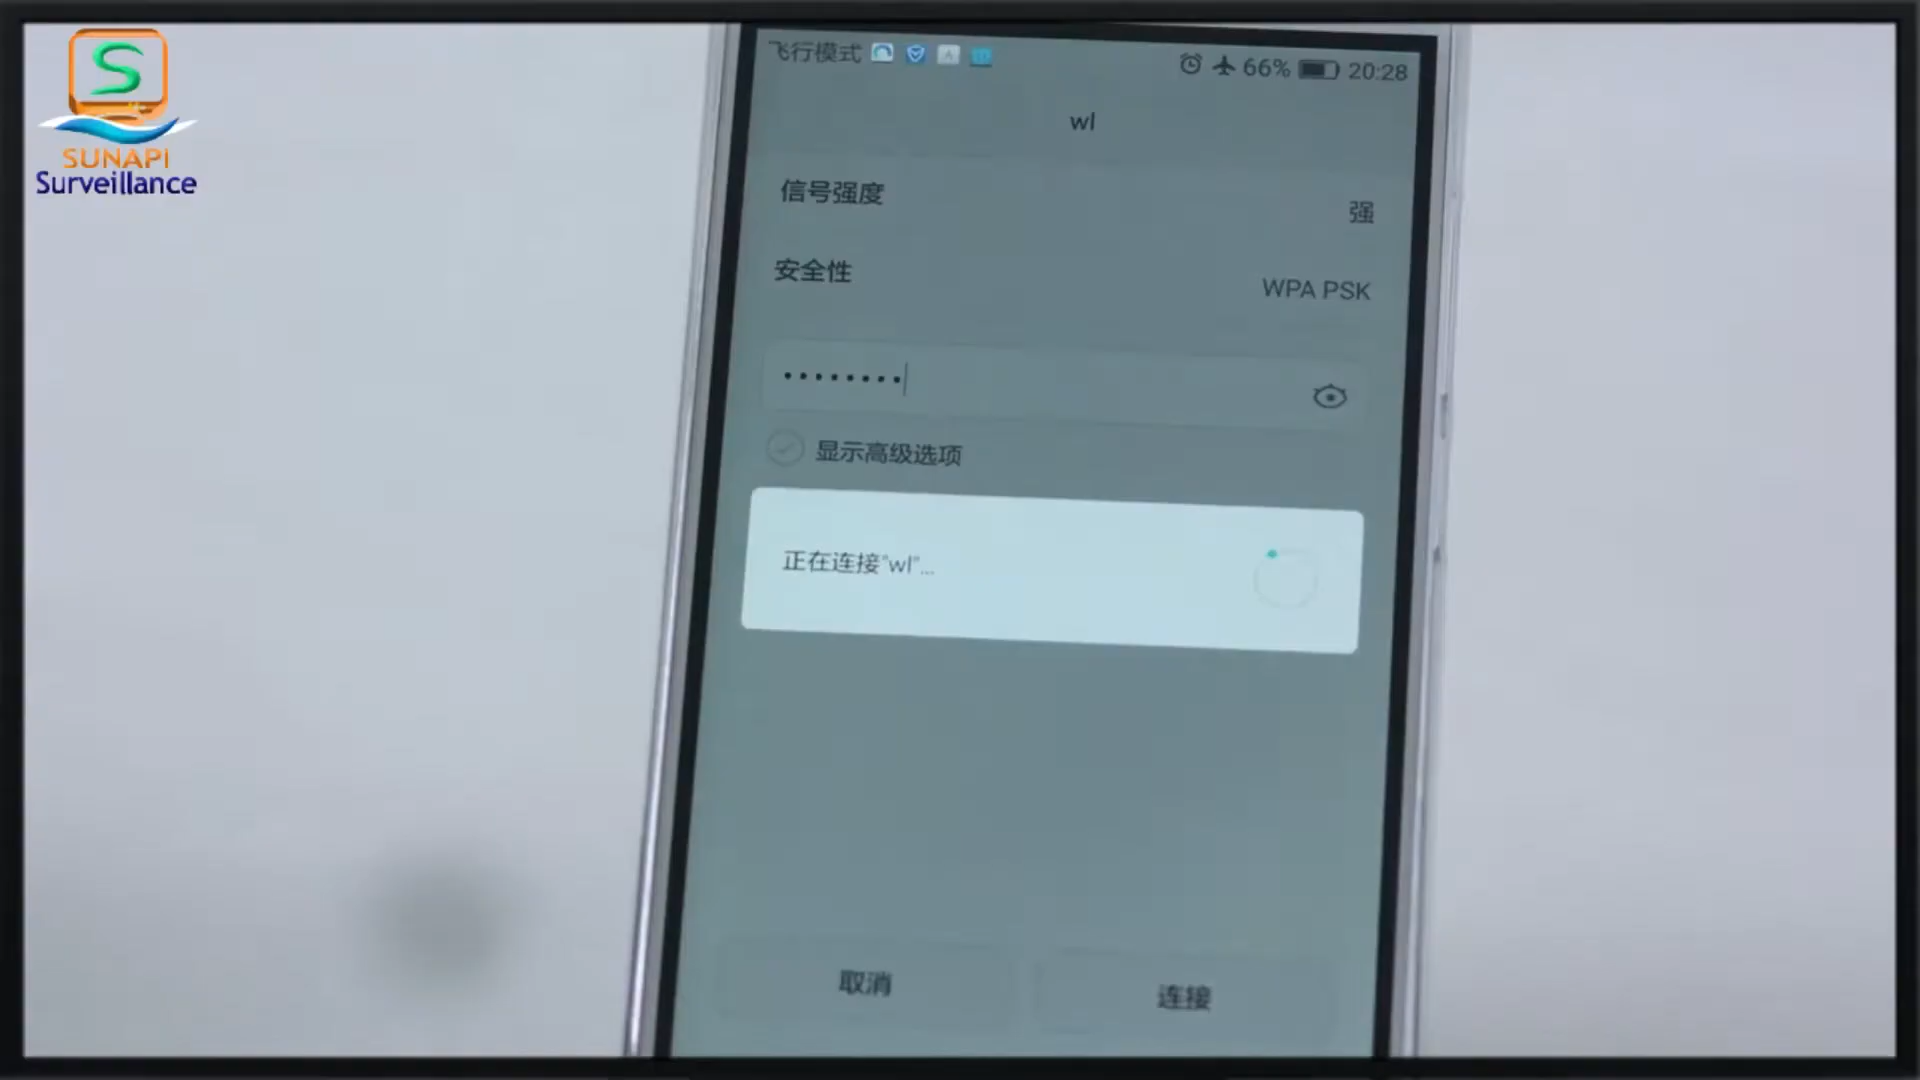 SUNAPI
Surveillance
飞行模式 66% 20:28
wl
信号强度 强
安全性 WPA PSK
••••••••
显示高级选项
正在连接"wl"...
取消 连接